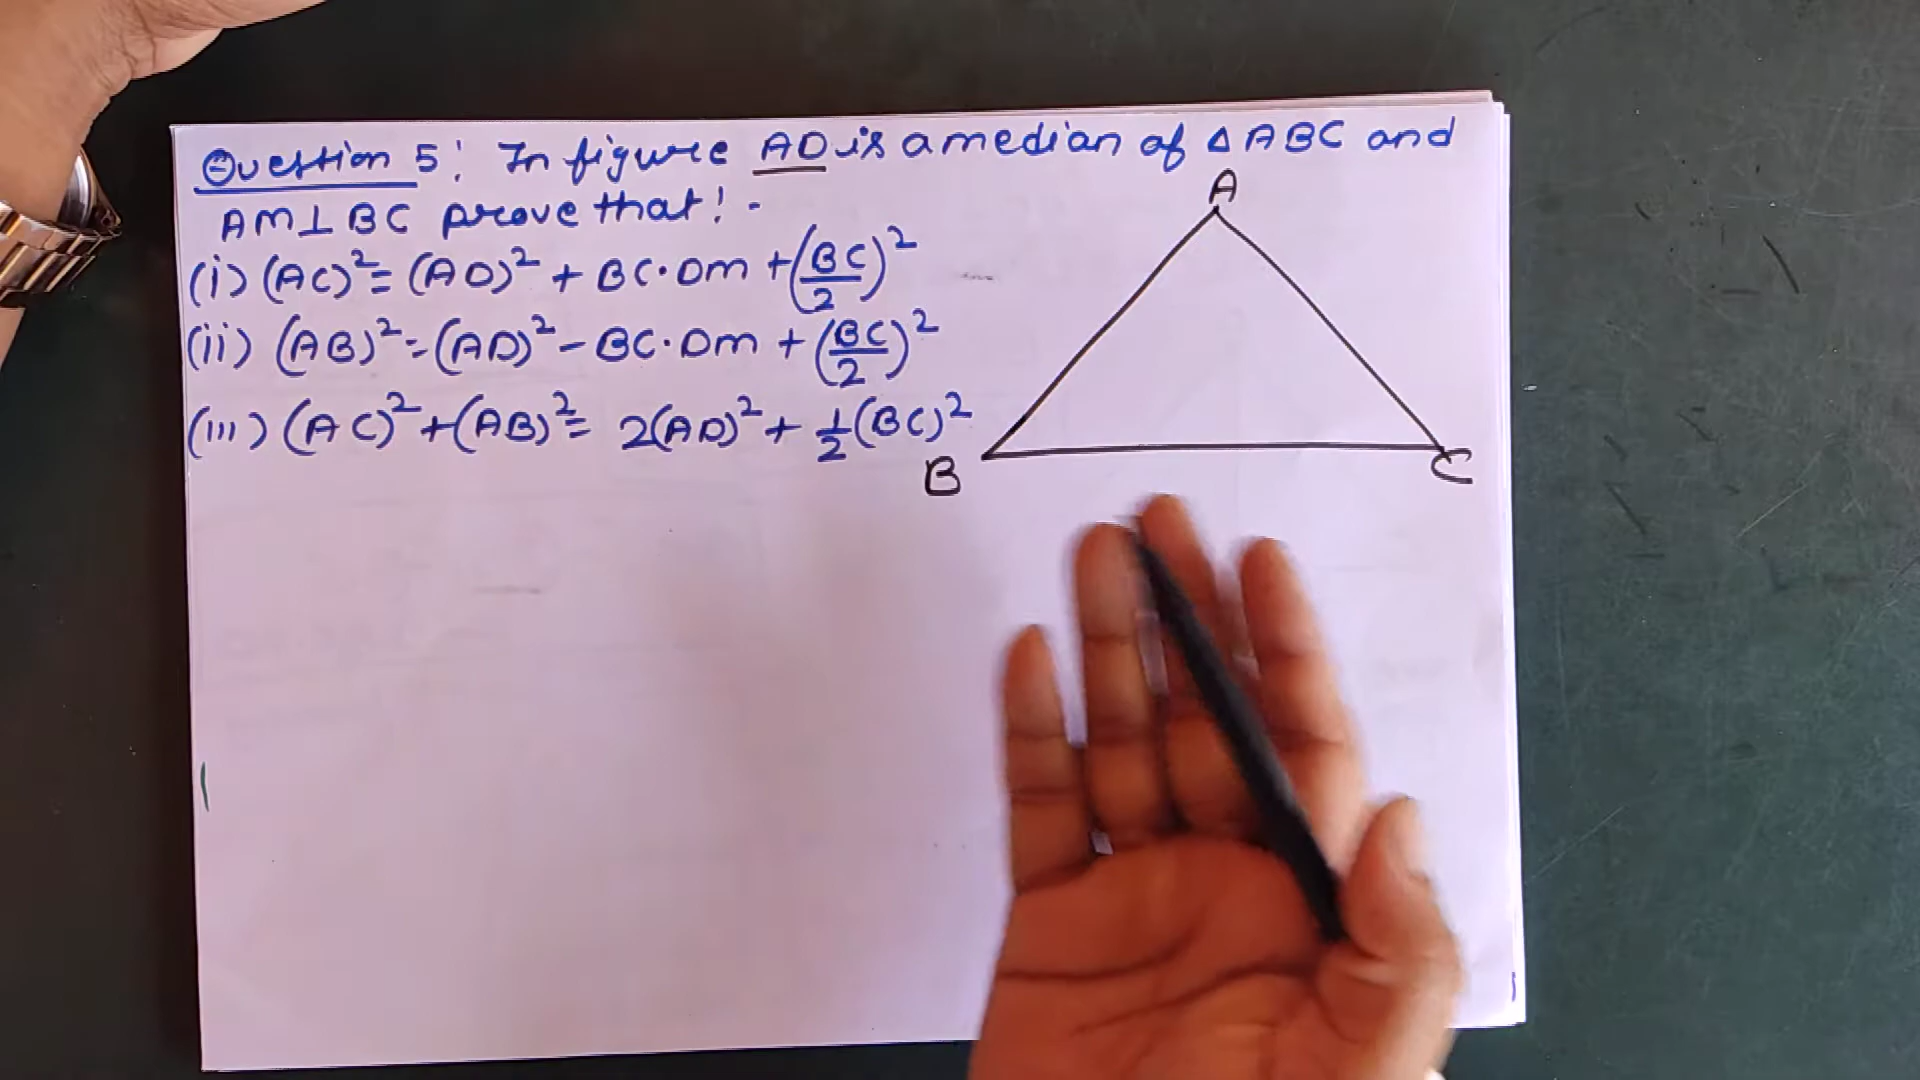 Question 5: In figure AD is a median of △ABC and
AM⊥BC prove that! -
(i) (AC)² = (AD)² + BC·DM + (BC/2)²
(ii) (AB)² = (AD)² - BC·DM + (BC/2)²
(iii) (AC)² + (AB)² = 2(AD)² + 1/2 (BC)²
A
B
C